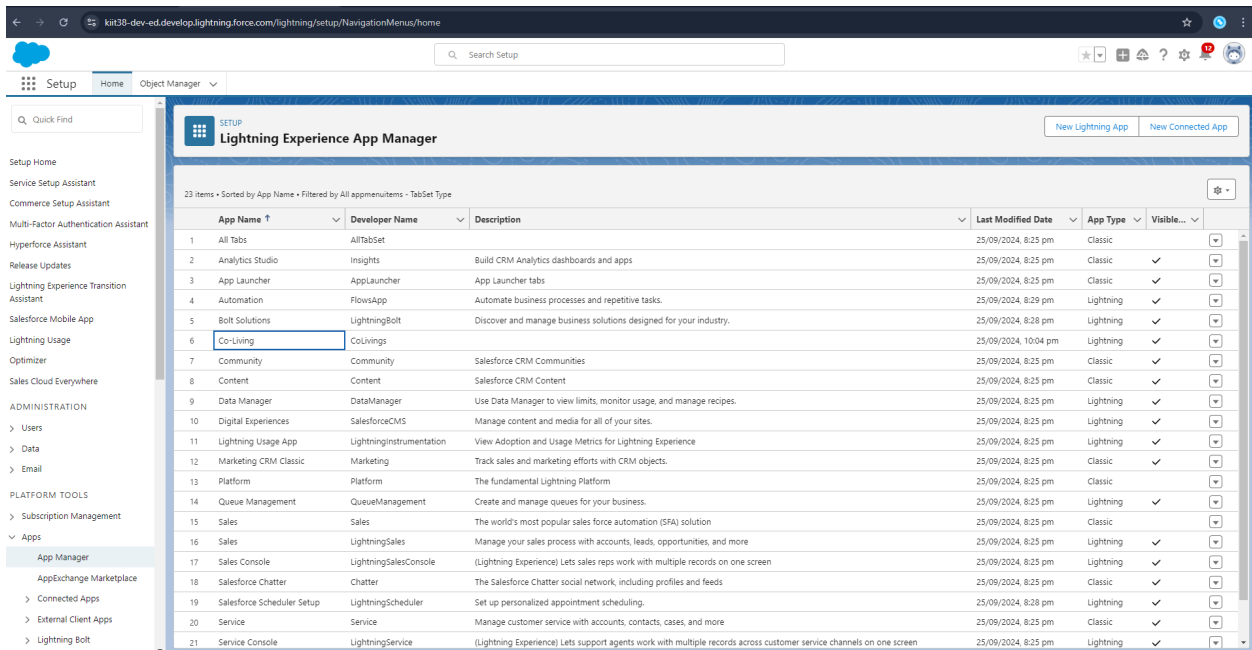 kiit38-dev-ed.develop.lightning.force.com/lightning/setup/NavigationMenus/home
Search Setup
12
Setup
Home
Object Manager
Quick Find
Setup Home
Service Setup Assistant
Commerce Setup Assistant
Multi-Factor Authentication Assistant
Hyperforce Assistant
Release Updates
Lightning Experience Transition
Assistant
Salesforce Mobile App
Lightning Usage
Optimizer
Sales Cloud Everywhere
ADMINISTRATION
Users
Data
Email
PLATFORM TOOLS
Subscription Management
Apps
App Manager
AppExchange Marketplace
Connected Apps
External Client Apps
Lightning Bolt
SETUP
Lightning Experience App Manager
New Lightning App New Connected App
23 items • Sorted by App Name • Filtered by All appmenuitems - TabSet Type
App Name ↑ Developer Name Description Last Modified Date App Type Visible...
1 All Tabs AllTabSet 25/09/2024, 8:25 pm Classic
2 Analytics Studio Insights Build CRM Analytics dashboards and apps 25/09/2024, 8:25 pm Classic ✓
3 App Launcher AppLauncher App Launcher tabs 25/09/2024, 8:25 pm Classic ✓
4 Automation FlowsApp Automate business processes and repetitive tasks. 25/09/2024, 8:29 pm Lightning ✓
5 Bolt Solutions LightningBolt Discover and manage business solutions designed for your industry. 25/09/2024, 8:28 pm Lightning ✓
6 Co-Living CoLivings 25/09/2024, 10:04 pm Lightning ✓
7 Community Community Salesforce CRM Communities 25/09/2024, 8:25 pm Classic ✓
8 Content Content Salesforce CRM Content 25/09/2024, 8:25 pm Classic ✓
9 Data Manager DataManager Use Data Manager to view limits, monitor usage, and manage recipes. 25/09/2024, 8:25 pm Lightning ✓
10 Digital Experiences SalesforceCMS Manage content and media for all of your sites. 25/09/2024, 8:25 pm Lightning ✓
11 Lightning Usage App LightningInstrumentation View Adoption and Usage Metrics for Lightning Experience 25/09/2024, 8:25 pm Lightning ✓
12 Marketing CRM Classic Marketing Track sales and marketing efforts with CRM objects. 25/09/2024, 8:25 pm Classic ✓
13 Platform Platform The fundamental Lightning Platform 25/09/2024, 8:25 pm Classic
14 Queue Management QueueManagement Create and manage queues for your business. 25/09/2024, 8:25 pm Lightning ✓
15 Sales Sales The world's most popular sales force automation (SFA) solution 25/09/2024, 8:25 pm Classic
16 Sales LightningSales Manage your sales process with accounts, leads, opportunities, and more 25/09/2024, 8:25 pm Lightning ✓
17 Sales Console LightningSalesConsole (Lightning Experience) Lets sales reps work with multiple records on one screen 25/09/2024, 8:25 pm Lightning ✓
18 Salesforce Chatter Chatter The Salesforce Chatter social network, including profiles and feeds 25/09/2024, 8:25 pm Classic ✓
19 Salesforce Scheduler Setup LightningScheduler Set up personalized appointment scheduling. 25/09/2024, 8:28 pm Lightning ✓
20 Service Service Manage customer service with accounts, contacts, cases, and more 25/09/2024, 8:25 pm Classic ✓
21 Service Console LightningService (Lightning Experience) Lets support agents work with multiple records across customer service channels on one screen 25/09/2024, 8:25 pm Lightning ✓